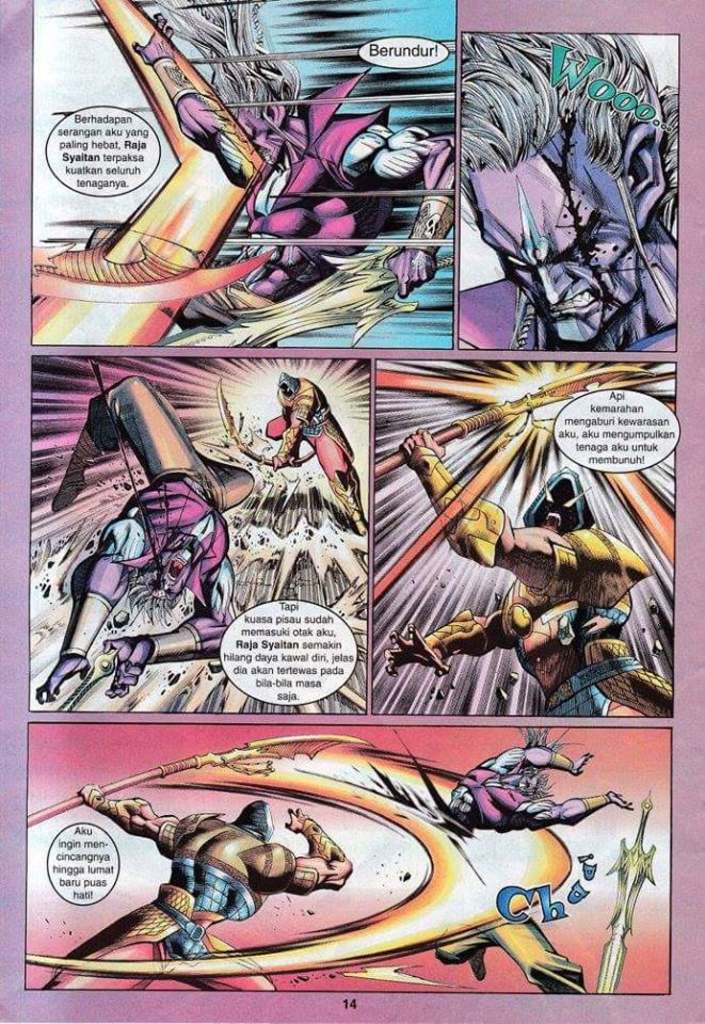 Berundur!
Berhadapan
serangan aku yang
paling hebat, Raja
Syaitan terpaksa
kuatkan seluruh
tenaganya.
Wooo...
Api
kemarahan
mengaburi kewarasan
aku, aku mengumpulkan
tenaga aku untuk
membunuh!
Tapi
kuasa pisau sudah
memasuki otak aku,
Raja Syaitan semakin
hilang daya kawal diri, jelas
dia akan tertewas pada
bila-bila masa
saja.
Aku
ingin men-
cincangnya
hingga lumat
baru puas
hati!
Chaa
14